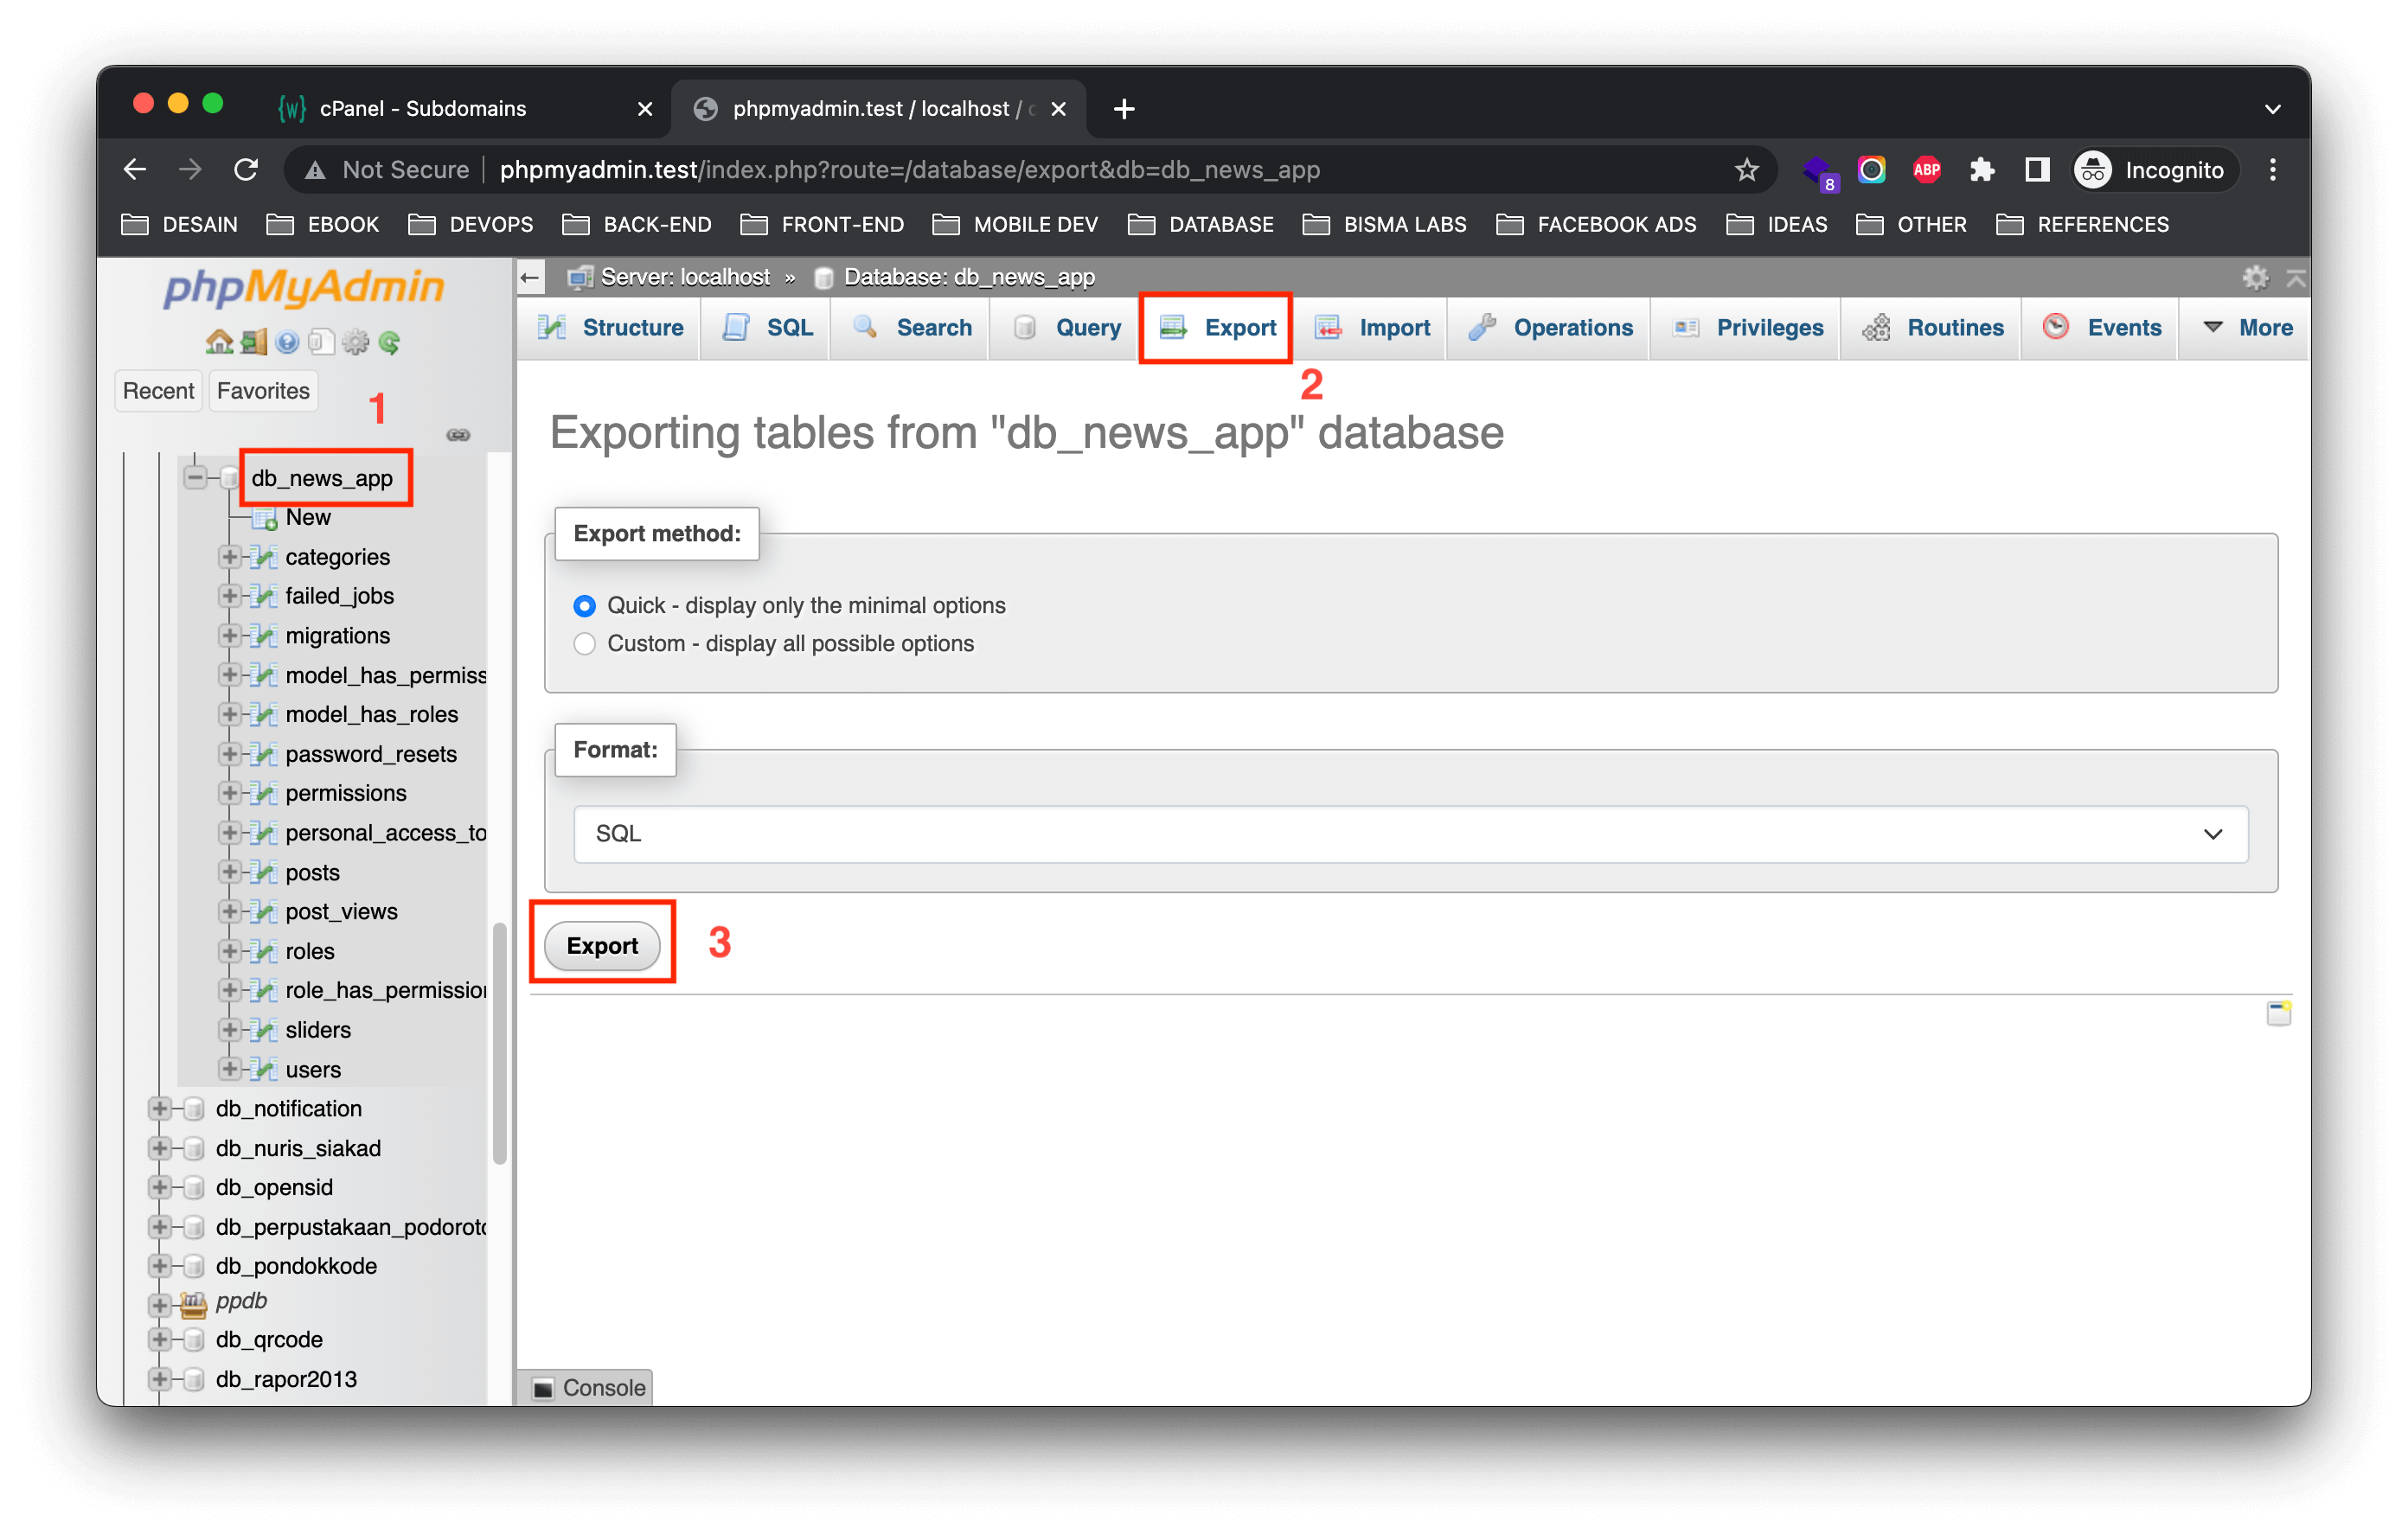 cPanel - Subdomains
phpmyadmin.test / localhost /
Not Secure
phpmyadmin.test/index.php?route=/database/export&db=db_news_app
8
ABP
Incognito
DESAIN
EBOOK
DEVOPS
BACK-END
FRONT-END
MOBILE DEV
DATABASE
BISMA LABS
FACEBOOK ADS
IDEAS
OTHER
REFERENCES
phpMyAdmin
Recent
Favorites
1
db_news_app
New
categories
failed_jobs
migrations
model_has_permiss
model_has_roles
password_resets
permissions
personal_access_to
posts
post_views
roles
role_has_permission
sliders
users
db_notification
db_nuris_siakad
db_opensid
db_perpustakaan_podoroto
db_pondokkode
ppdb
db_qrcode
db_rapor2013
Server: localhost » Database: db_news_app
Structure
SQL
Search
Query
Export
Import
Operations
Privileges
Routines
Events
More
2
Exporting tables from "db_news_app" database
Export method:
Quick - display only the minimal options
Custom - display all possible options
Format:
SQL
Export
3
Console